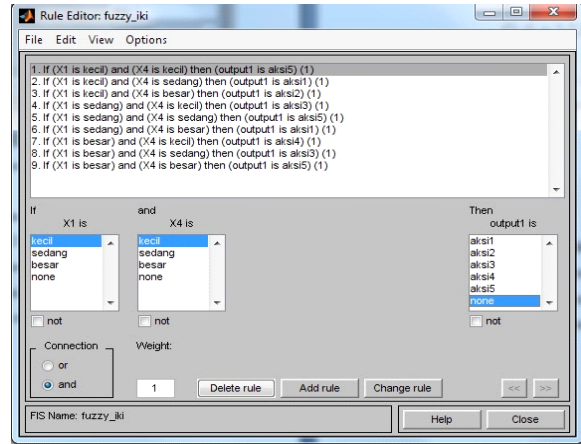 Rule Editor: fuzzy_iki
File Edit View Options
1. If (X1 is kecil) and (X4 is kecil) then (output1 is aksi5) (1)
2. If (X1 is kecil) and (X4 is sedang) then (output1 is aksi1) (1)
3. If (X1 is kecil) and (X4 is besar) then (output1 is aksi2) (1)
4. If (X1 is sedang) and (X4 is kecil) then (output1 is aksi3) (1)
5. If (X1 is sedang) and (X4 is sedang) then (output1 is aksi5) (1)
6. If (X1 is sedang) and (X4 is besar) then (output1 is aksi1) (1)
7. If (X1 is besar) and (X4 is kecil) then (output1 is aksi4) (1)
8. If (X1 is besar) and (X4 is sedang) then (output1 is aksi3) (1)
9. If (X1 is besar) and (X4 is besar) then (output1 is aksi5) (1)
If and Then
X1 is X4 is output1 is
kecil kecil aksi1
sedang sedang aksi2
besar besar aksi3
none none aksi4
aksi5
none
not not not
Connection Weight:
or
and 1 Delete rule Add rule Change rule << >>
FIS Name: fuzzy_iki Help Close